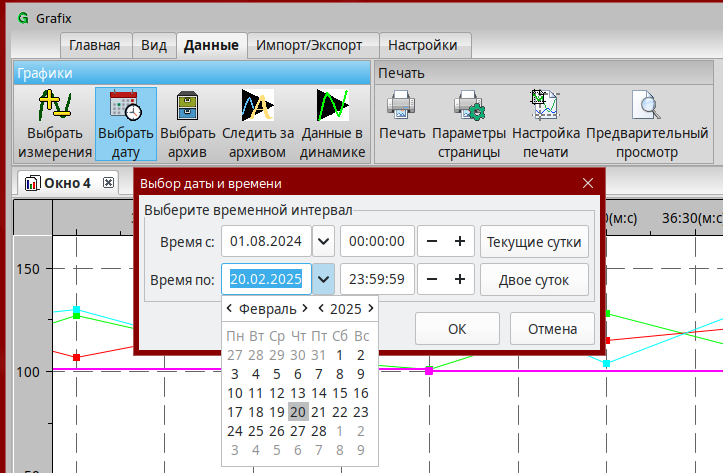 Grafix
Главная Вид Данные Импорт/Экспорт Настройки
Графики
Выбрать измерения
Выбрать дату
Выбрать архив
Следить за архивом
Данные в динамике
Печать
Печать
Параметры страницы
Настройка печати
Предварительный просмотр
Окно 4
Выбор даты и времени
Выберите временной интервал
Время с: 01.08.2024 00:00:00 Текущие сутки
Время по: 20.02.2025 23:59:59 Двое суток
Февраль 2025
Пн Вт Ср Чт Пт Сб Вс
27 28 29 30 31 1 2
3 4 5 6 7 8 9
10 11 12 13 14 15 16
17 18 19 20 21 22 23
24 25 26 27 28 1 2
3 4 5 6 7 8 9
ОК Отмена
(м:с) 36:30(м:с)
150
100